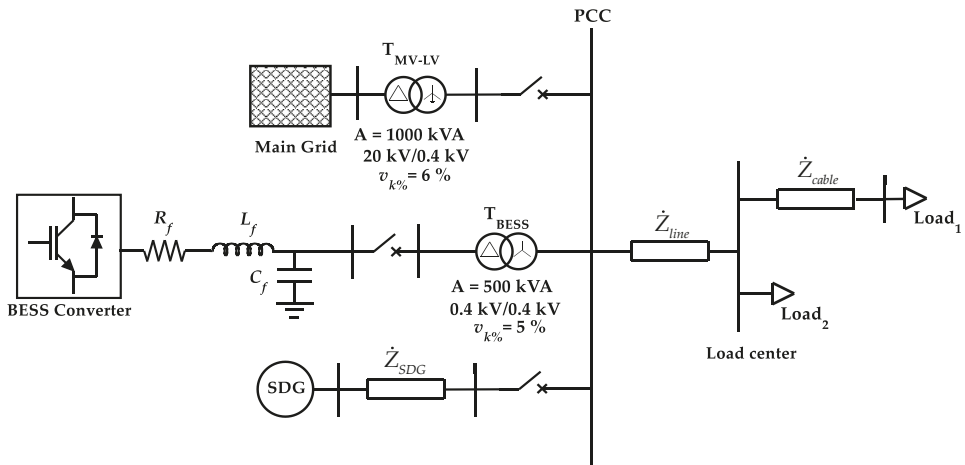 PCC
T MV-LV
Main Grid
A = 1000 kVA
20 kV/0.4 kV
v k% = 6 %
R f
L f
C f
BESS Converter
T BESS
A = 500 kVA
0.4 kV/0.4 kV
v k% = 5 %
Ż line
Ż cable
Load 1
Load 2
Load center
SDG
Ż SDG